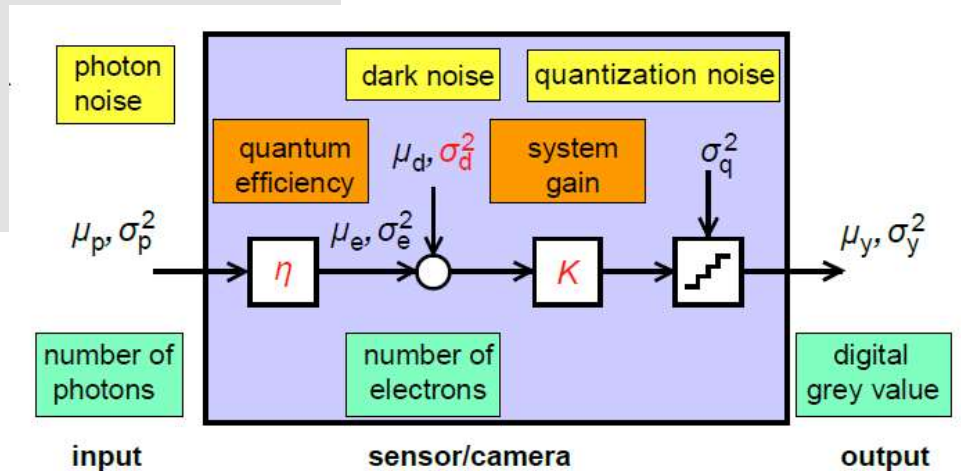 photon
noise
dark noise
quantization noise
quantum
efficiency
μd, σd²
system
gain
σq²
μp, σp²
μe, σe²
μy, σy²
η
K
number of
photons
number of
electrons
digital
grey value
input
sensor/camera
output